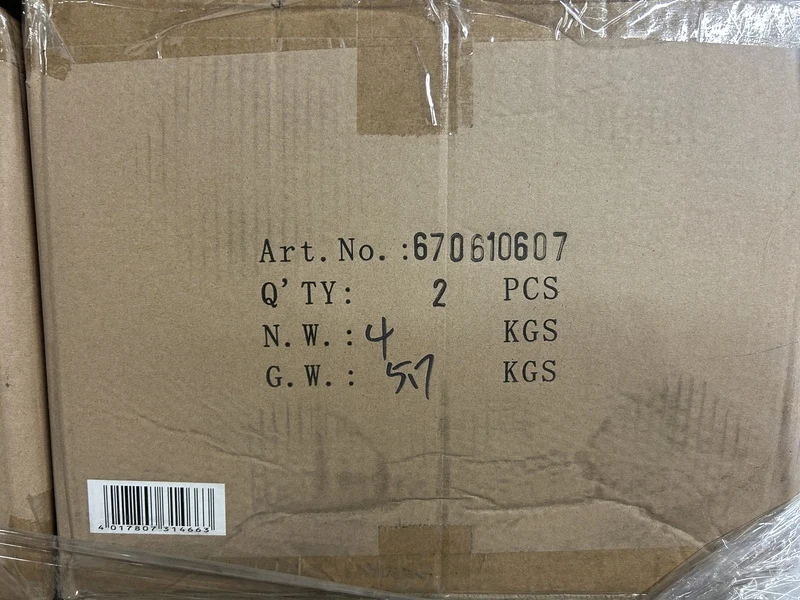 Art.No.:670610607
Q'TY: 2 PCS
N.W.: 4 KGS
G.W.: 5.7 KGS
4 017807 314663